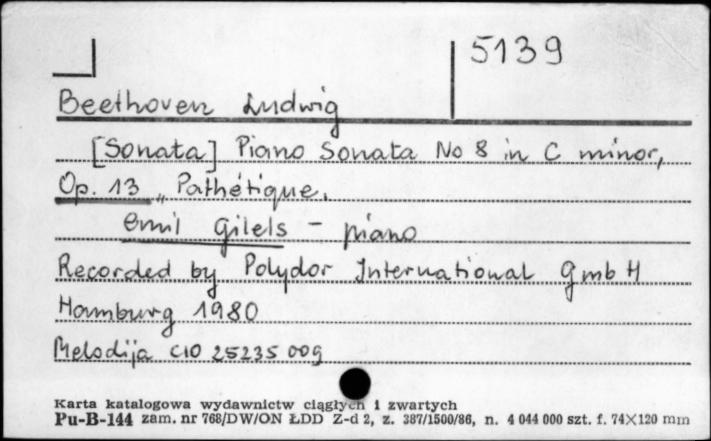 5139
Beethoven Ludwig
[Sonata] Piano Sonata No 8 in C minor,
Op. 13 „Pathétique.
Emil Gilels – piano
Recorded by Polydor International GmbH
Hamburg 1980
Melodija C10 25235 009
Karta katalogowa wydawnictw ciągłych i zwartych
Pu-B-144 zam. nr 768/DW/ON ŁDD Z-d 2, z. 387/1500/86, n. 4 044 000 szt. f. 74×120 mm